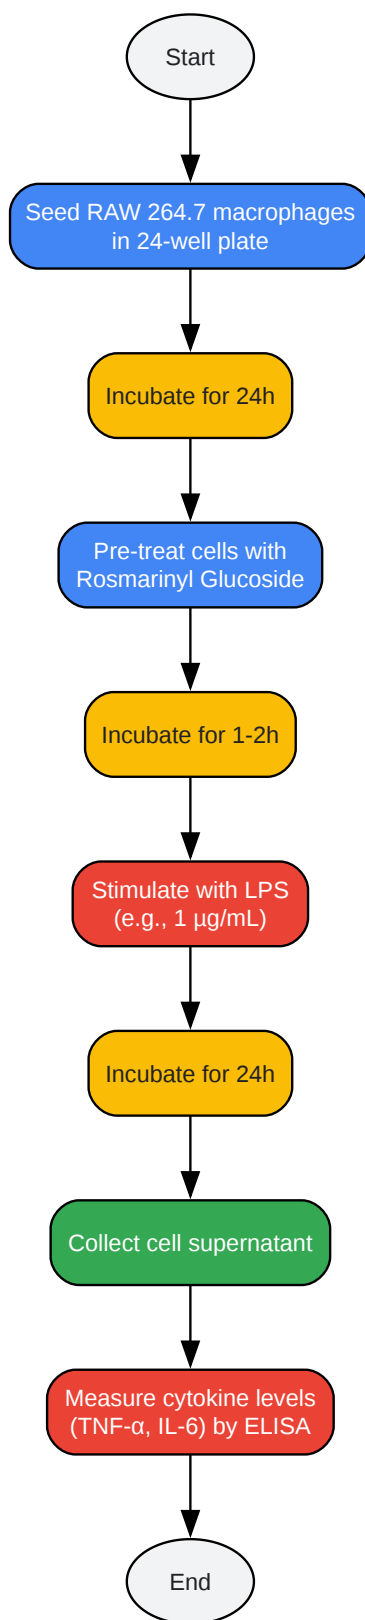 Start
Seed RAW 264.7 macrophages
in 24-well plate
Incubate for 24h
Pre-treat cells with
Rosmarinyl Glucoside
Incubate for 1-2h
Stimulate with LPS
(e.g., 1 µg/mL)
Incubate for 24h
Collect cell supernatant
Measure cytokine levels
(TNF-α, IL-6) by ELISA
End